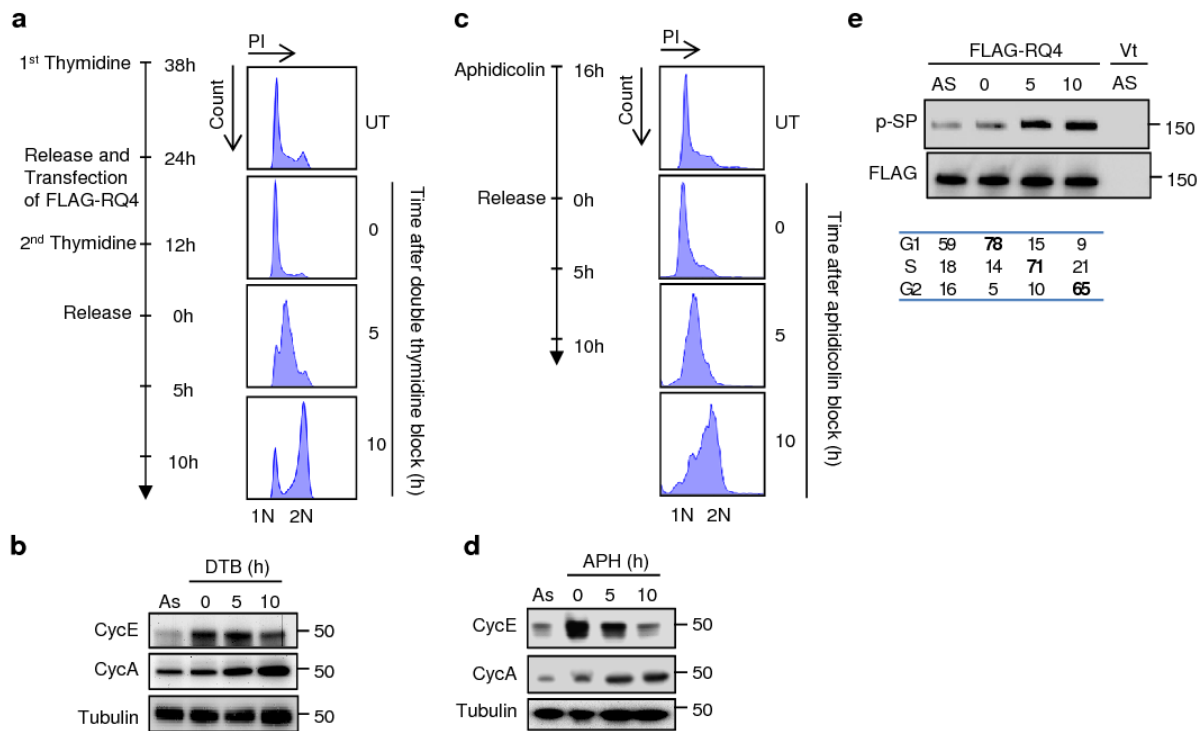 a
PI
Count
1st Thymidine
38h
Release and
Transfection
of FLAG-RQ4
24h
2nd Thymidine
12h
Release
0h
5h
10h
UT
0
5
10
Time after double thymidine block (h)
1N 2N
b
DTB (h)
As 0 5 10
CycE 50
CycA 50
Tubulin 50
c
PI
Count
Aphidicolin
16h
Release
0h
5h
10h
UT
0
5
10
Time after aphidicolin block (h)
1N 2N
d
APH (h)
As 0 5 10
CycE 50
CycA 50
Tubulin 50
e
FLAG-RQ4 Vt
AS 0 5 10 AS
p-SP 150
FLAG 150
G1 59 78 15 9
S 18 14 71 21
G2 16 5 10 65